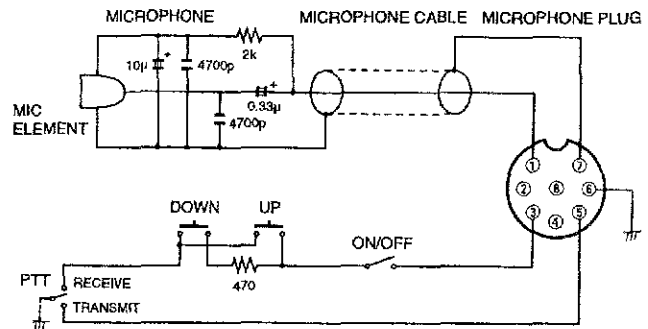 MICROPHONE
MICROPHONE CABLE
MICROPHONE PLUG
2k
10µ
+
4700p
+
0.33µ
4700p
MIC
ELEMENT
1
7
2
8
6
3
5
4
DOWN
UP
ON/OFF
470
PTT
RECEIVE
TRANSMIT